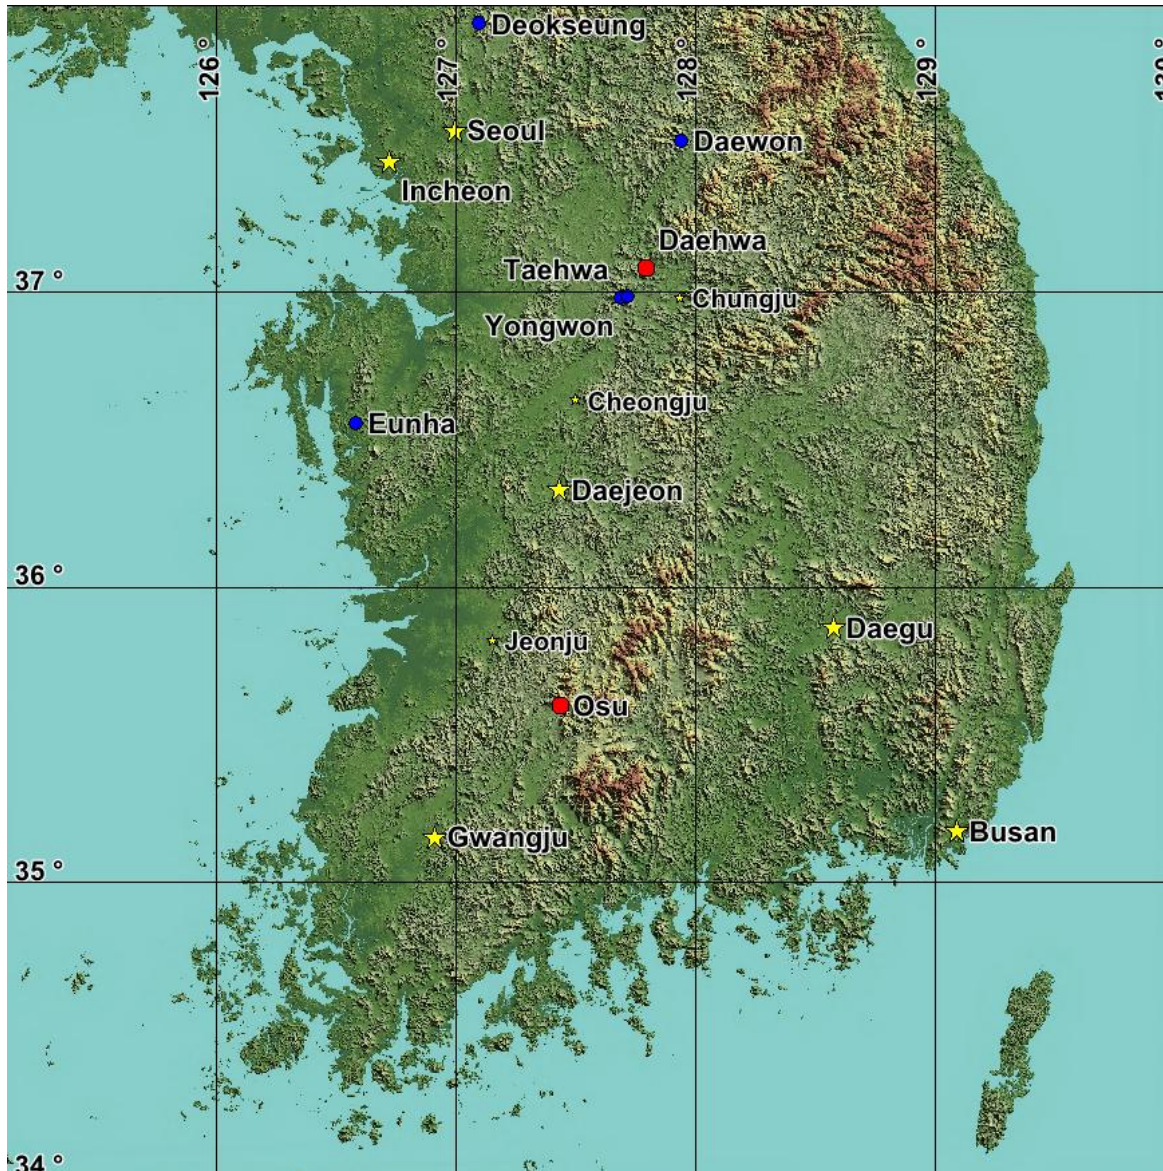 Deokseung
126 °
127 °
128 °
129 °
Seoul
Daewon
Incheon
Daehwa
Taehwa
37 °
Chungju
Yongwon
Cheongju
Eunha
Daejeon
36 °
Daegu
Jeonju
Osu
Busan
Gwangju
35 °
34 °